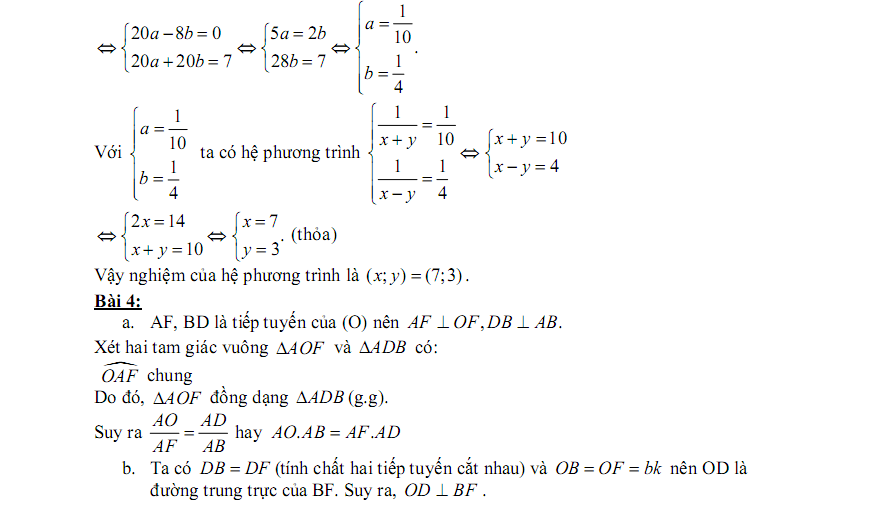 ⇔ {20a − 8b = 0; 20a + 20b = 7 ⇔ {5a = 2b; 28b = 7 ⇔ {a = 1/10; b = 1/4.
Với {a = 1/10; b = 1/4 ta có hệ phương trình {1/(x + y) = 1/10; 1/(x − y) = 1/4 ⇔ {x + y = 10; x − y = 4
⇔ {2x = 14; x + y = 10 ⇔ {x = 7; y = 3. (thỏa)
Vậy nghiệm của hệ phương trình là (x; y) = (7;3).
Bài 4:
a. AF, BD là tiếp tuyến của (O) nên AF ⊥ OF, DB ⊥ AB.
Xét hai tam giác vuông ΔAOF và ΔADB có:
OAF chung
Do đó, ΔAOF đồng dạng ΔADB (g.g).
Suy ra AO/AF = AD/AB hay AO.AB = AF.AD
b. Ta có DB = DF (tính chất hai tiếp tuyến cắt nhau) và OB = OF = bk nên OD là
đường trung trực của BF. Suy ra, OD ⊥ BF .